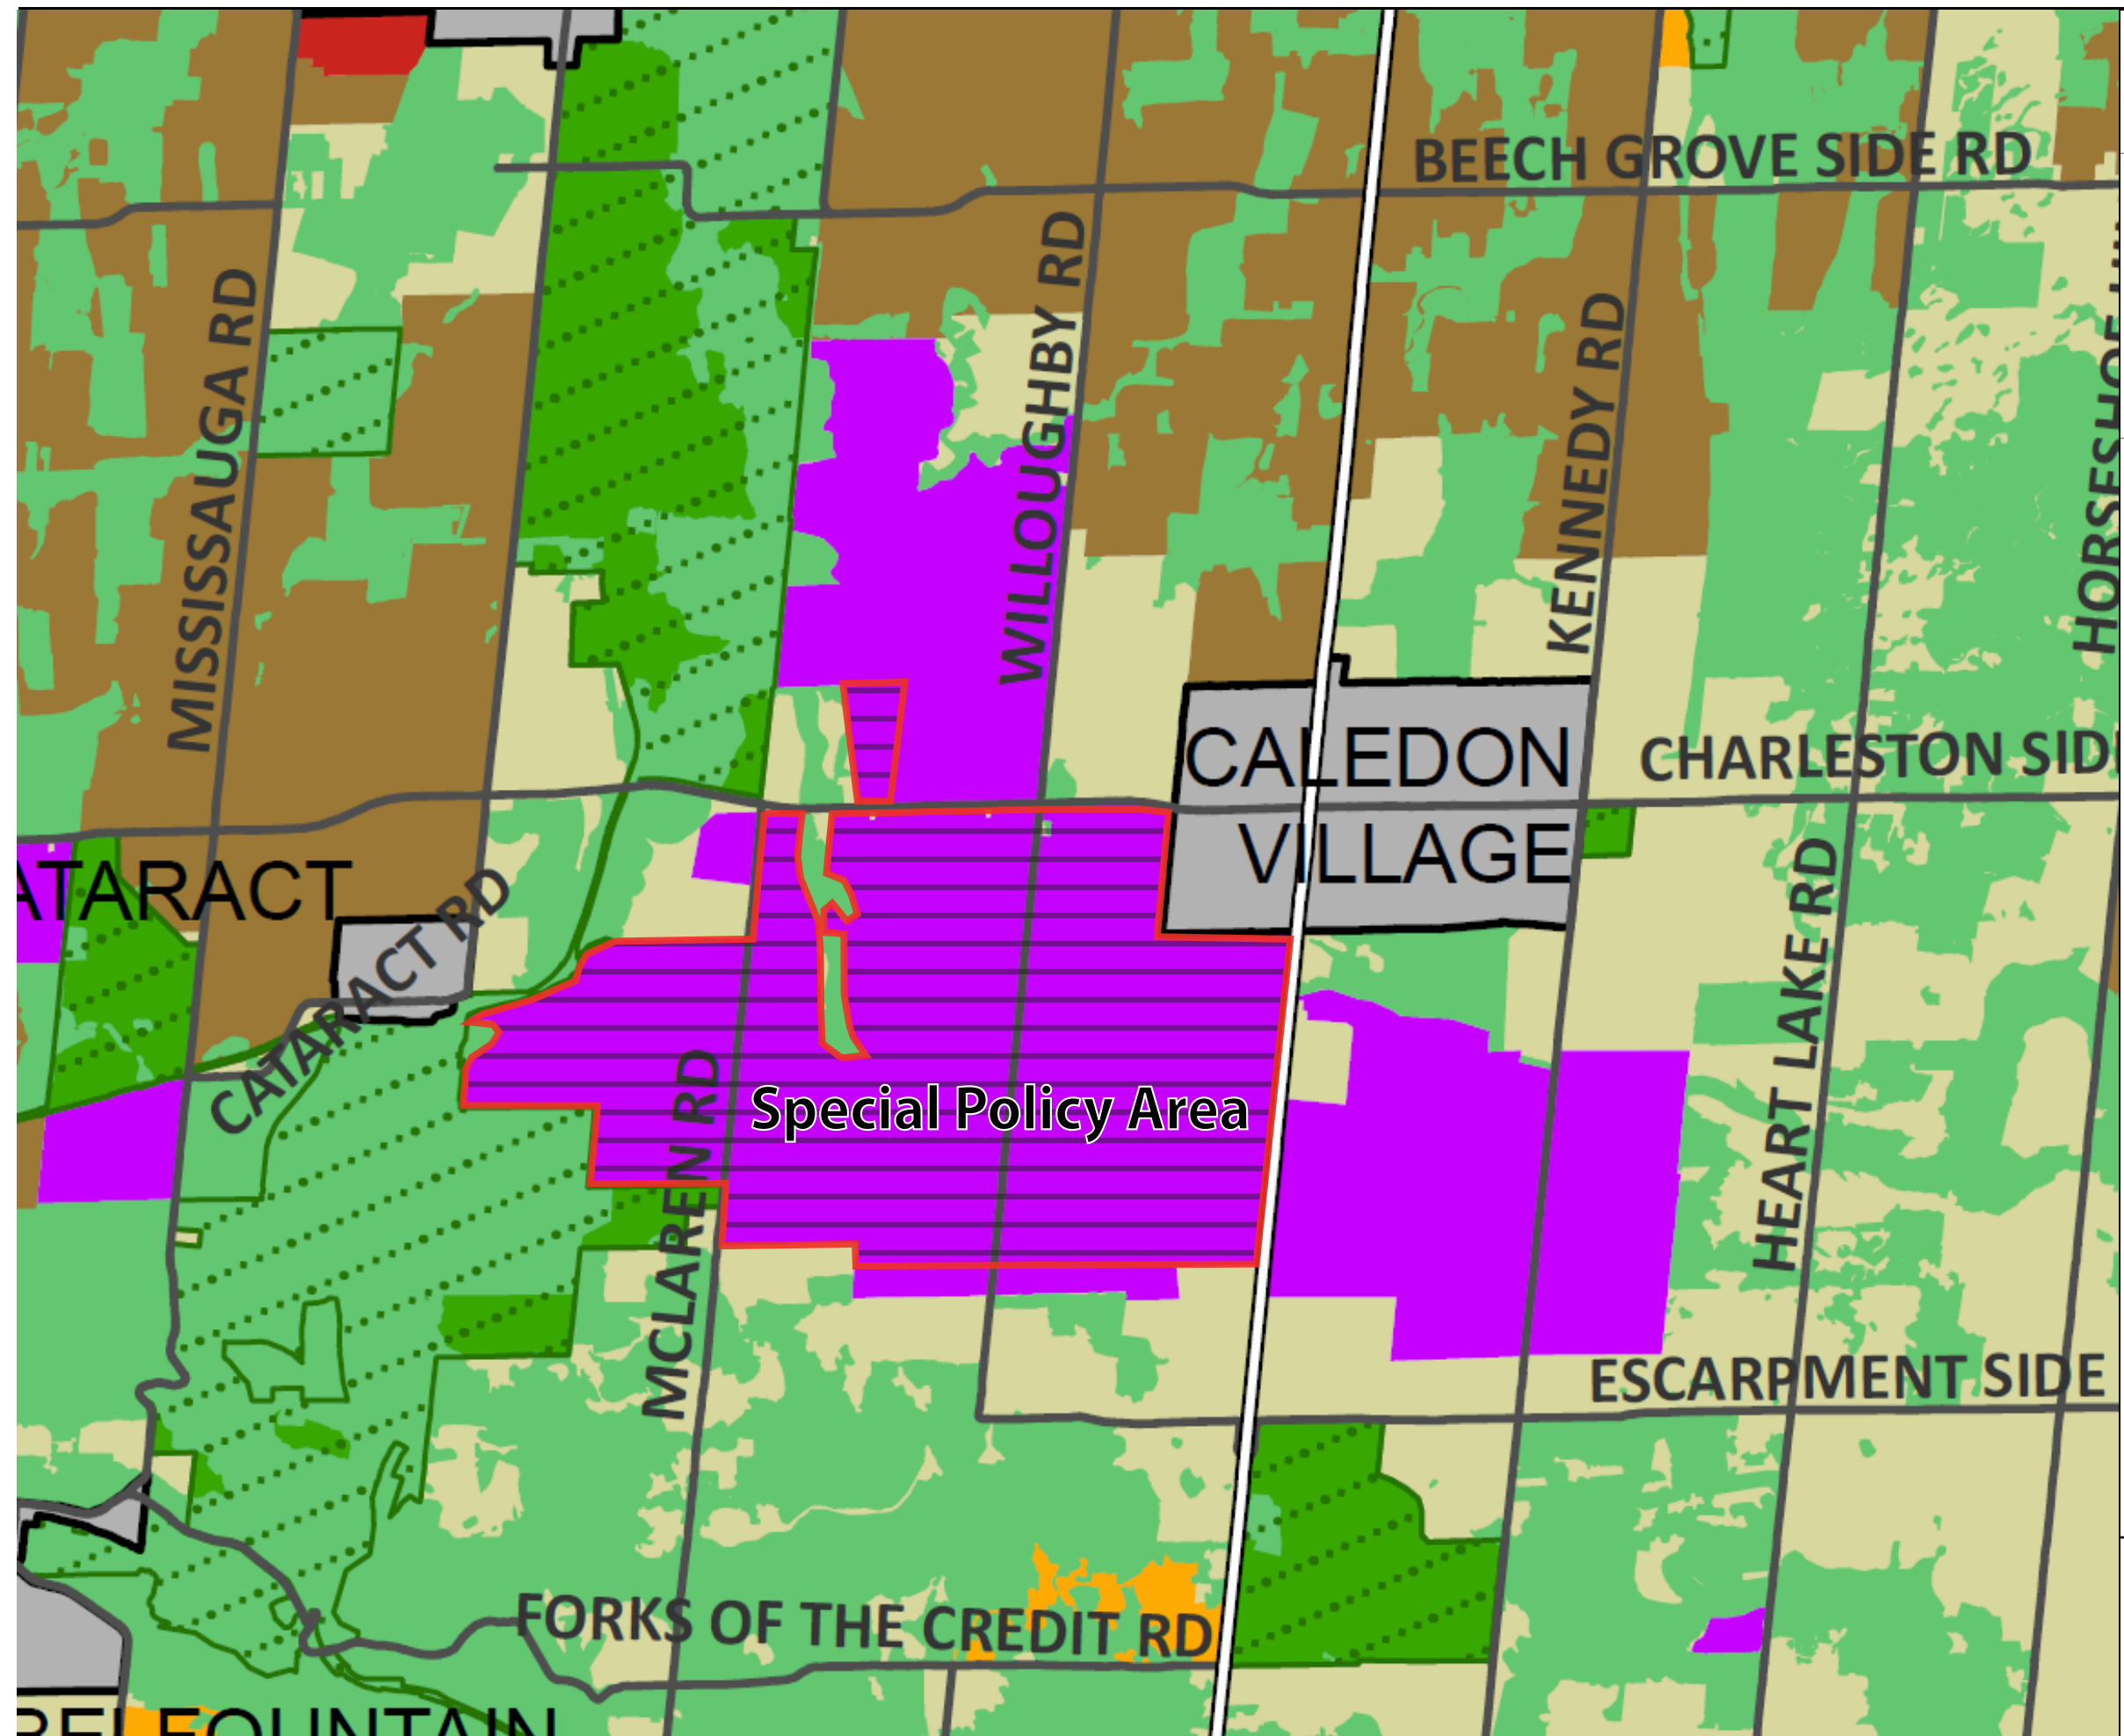 BEECH GROVE SIDE RD
MISSISSAUGA RD
WILLOUGHBY RD
KENNEDY RD
CALEDON
VILLAGE
CHARLESTON SID
ATARACT
CATARACT RD
HEART LAKE RD
Special Policy Area
MCLAREN RD
ESCARPMENT SIDE
FORKS OF THE CREDIT RD